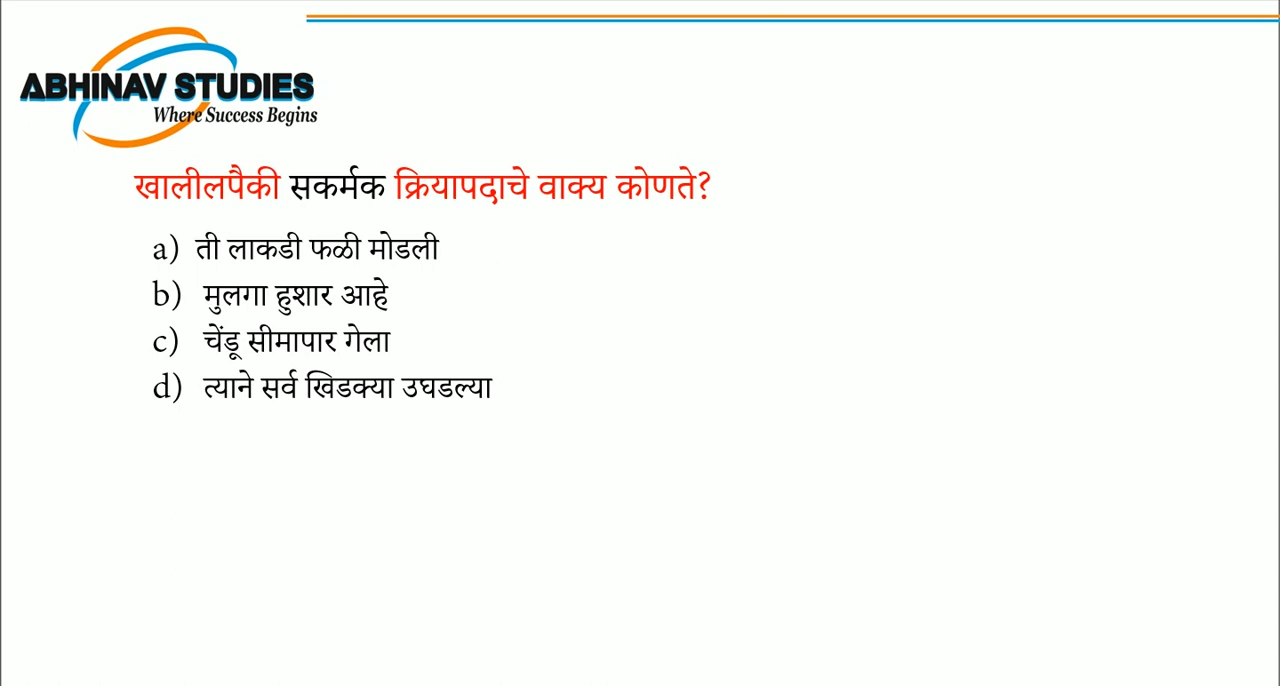 ABHINAV STUDIES
Where Success Begins
खालीलपैकी सकर्मक क्रियापदाचे वाक्य कोणते?
a) ती लाकडी फळी मोडली
b) मुलगा हुशार आहे
c) चेंडू सीमापार गेला
d) त्याने सर्व खिडक्या उघडल्या